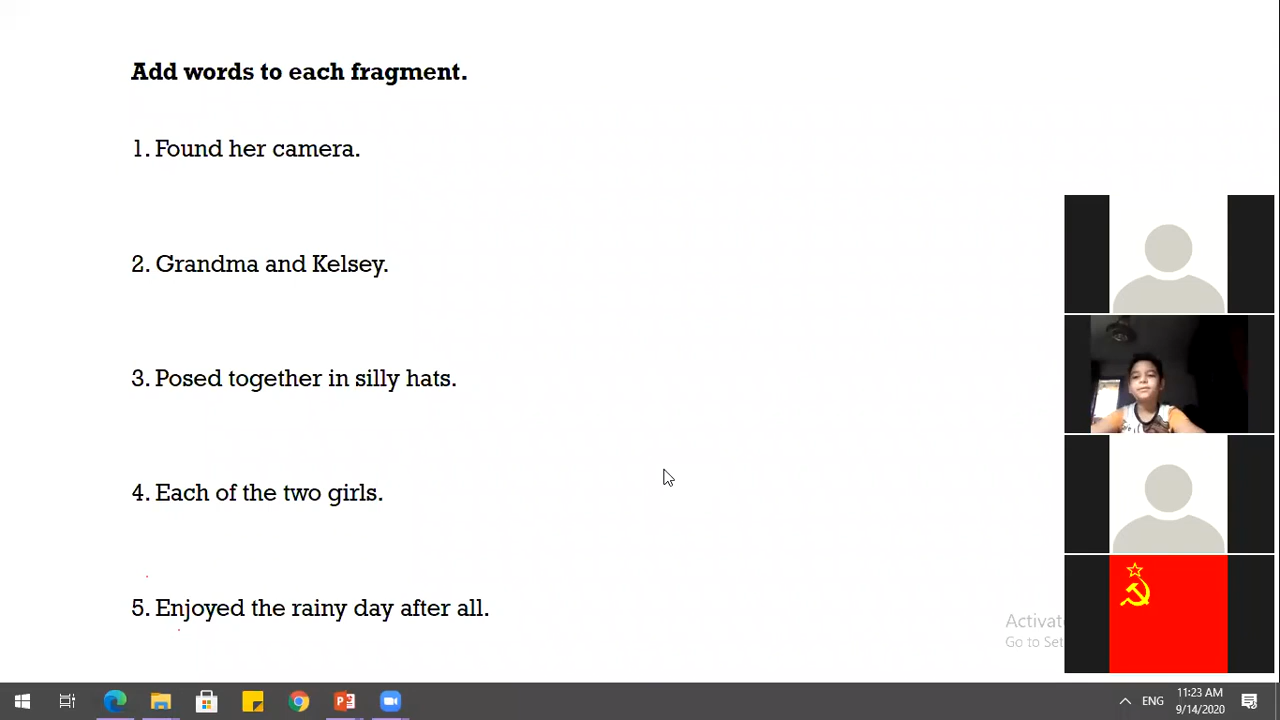 Add words to each fragment.
1. Found her camera.
2. Grandma and Kelsey.
3. Posed together in silly hats.
4. Each of the two girls.
5. Enjoyed the rainy day after all.
Activat
Go to Set
ENG
11:23 AM
9/14/2020